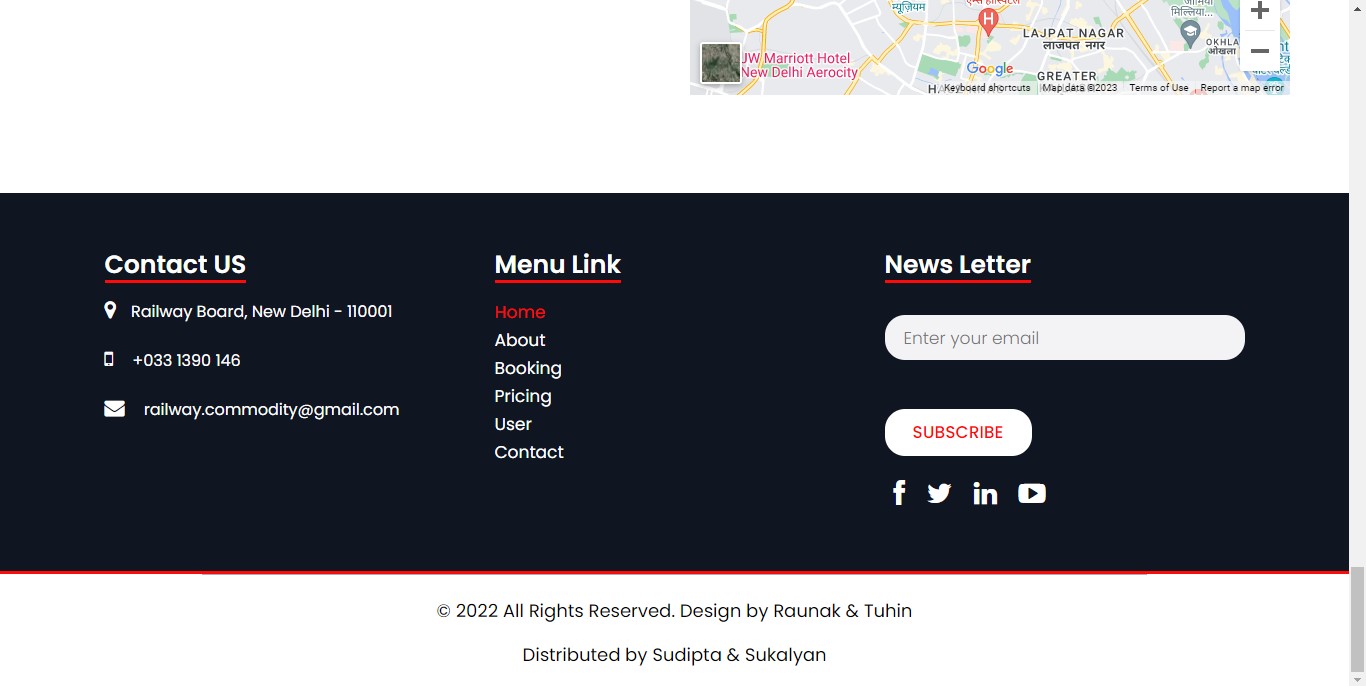 म्यूज़ियम
LAJPAT NAGAR
लाजपत नगर
OKHLA
ओखला
JW Marriott Hotel
New Delhi Aerocity
Google
GREATER
Keyboard shortcuts Map data ©2023 Terms of Use Report a map error
Contact US
Railway Board, New Delhi - 110001
+033 1390 146
railway.commodity@gmail.com
Menu Link
Home
About
Booking
Pricing
User
Contact
News Letter
Enter your email
SUBSCRIBE
© 2022 All Rights Reserved. Design by Raunak & Tuhin
Distributed by Sudipta & Sukalyan